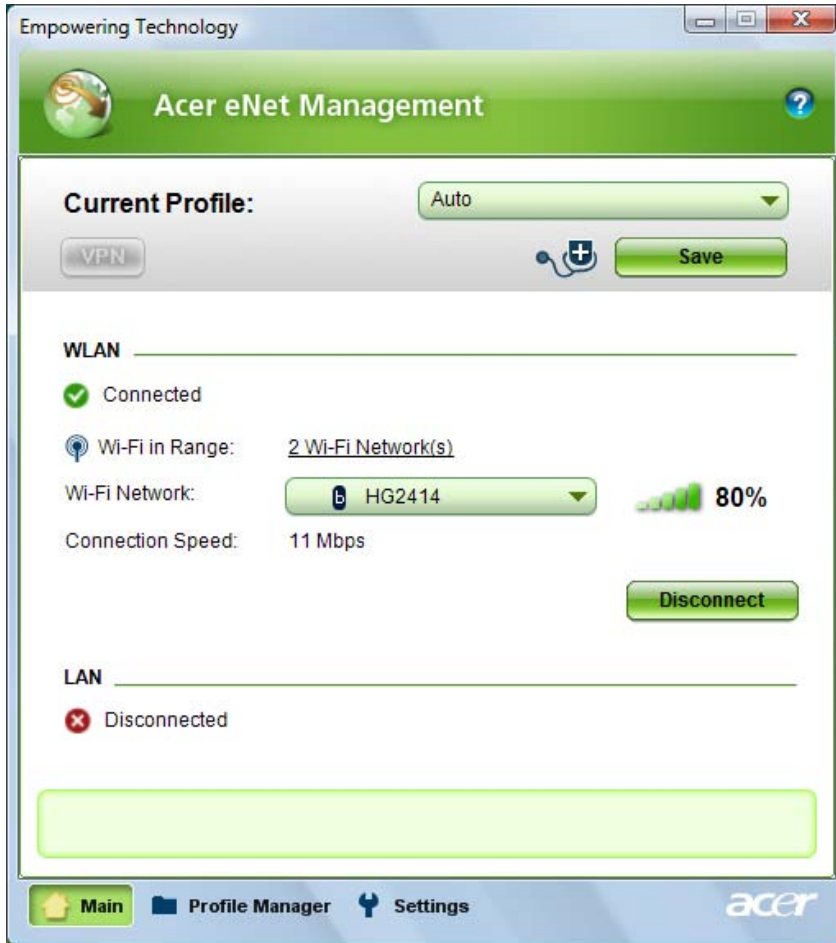 Empowering Technology
Acer eNet Management
?
Current Profile:
Auto
VPN
Save
WLAN
Connected
Wi-Fi in Range: 2 Wi-Fi Network(s)
Wi-Fi Network: b HG2414 80%
Connection Speed: 11 Mbps
Disconnect
LAN
Disconnected
Main Profile Manager Settings acer